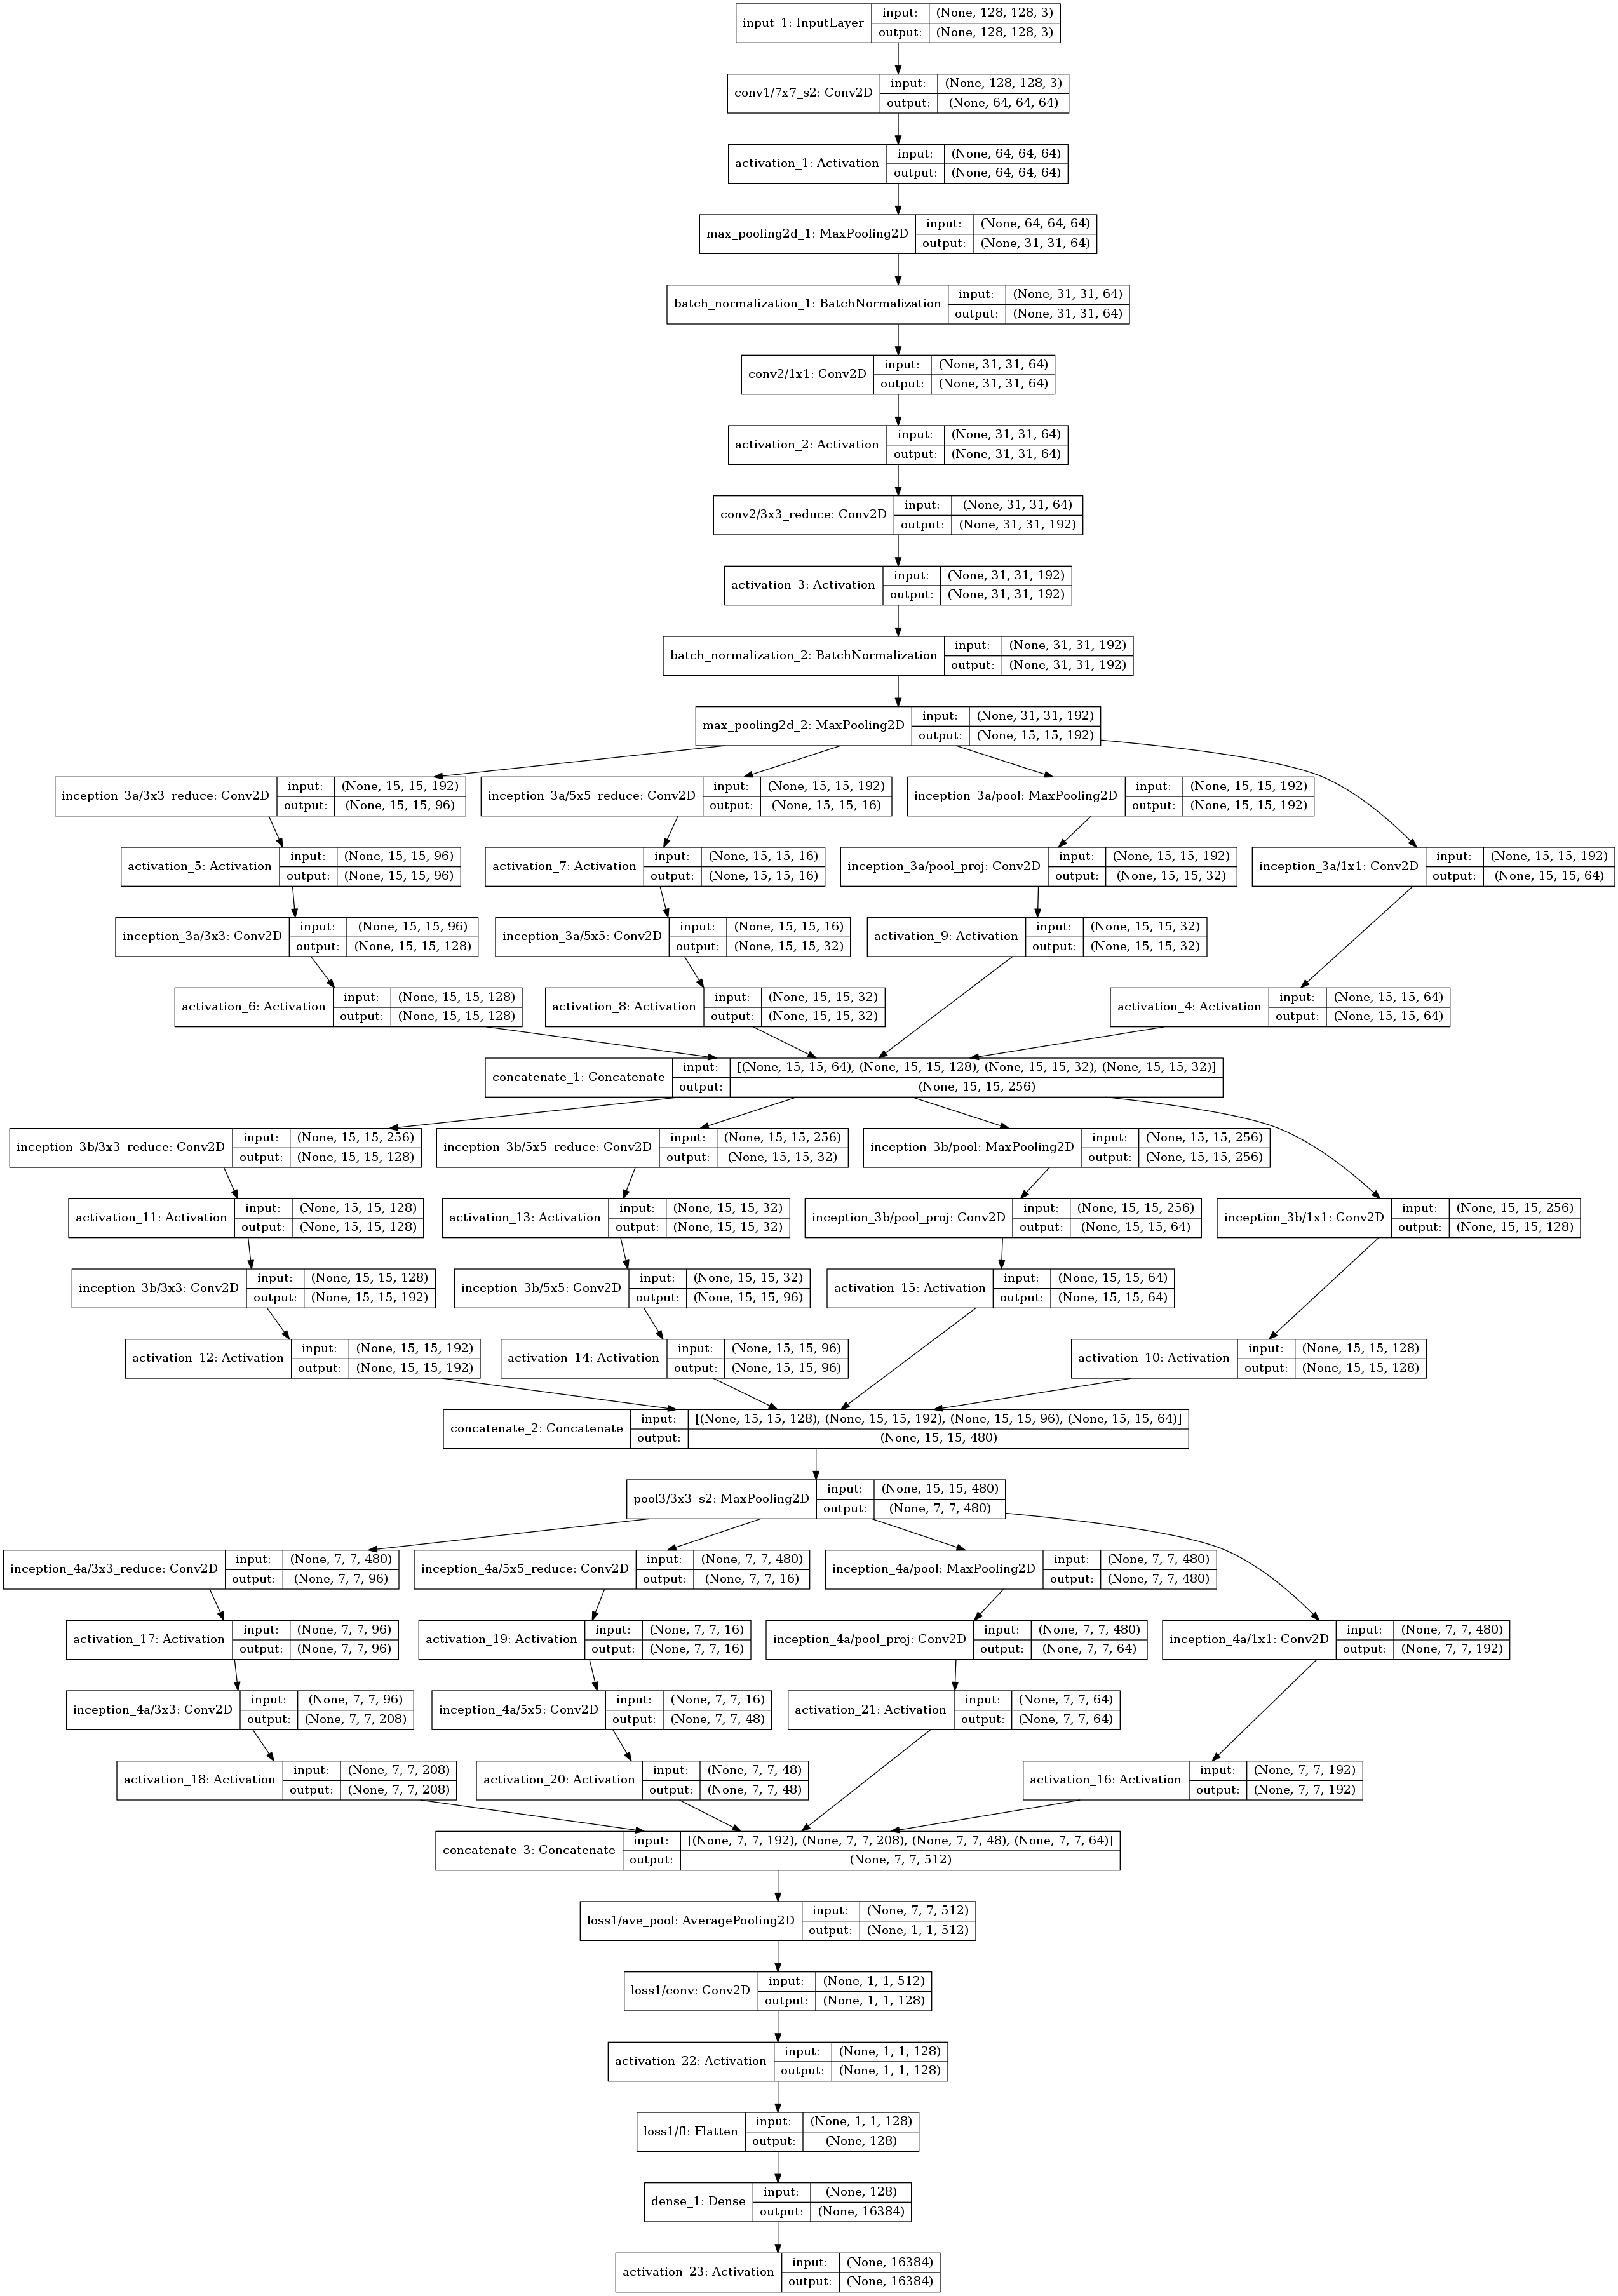 input_1: InputLayer
input:
(None, 128, 128, 3)
output:
(None, 128, 128, 3)
conv1/7x7_s2: Conv2D
input:
(None, 128, 128, 3)
output:
(None, 64, 64, 64)
activation_1: Activation
input:
(None, 64, 64, 64)
output:
(None, 64, 64, 64)
max_pooling2d_1: MaxPooling2D
input:
(None, 64, 64, 64)
output:
(None, 31, 31, 64)
batch_normalization_1: BatchNormalization
input:
(None, 31, 31, 64)
output:
(None, 31, 31, 64)
conv2/1x1: Conv2D
input:
(None, 31, 31, 64)
output:
(None, 31, 31, 64)
activation_2: Activation
input:
(None, 31, 31, 64)
output:
(None, 31, 31, 64)
conv2/3x3_reduce: Conv2D
input:
(None, 31, 31, 64)
output:
(None, 31, 31, 192)
activation_3: Activation
input:
(None, 31, 31, 192)
output:
(None, 31, 31, 192)
batch_normalization_2: BatchNormalization
input:
(None, 31, 31, 192)
output:
(None, 31, 31, 192)
max_pooling2d_2: MaxPooling2D
input:
(None, 31, 31, 192)
output:
(None, 15, 15, 192)
inception_3a/3x3_reduce: Conv2D
input:
(None, 15, 15, 192)
output:
(None, 15, 15, 96)
inception_3a/5x5_reduce: Conv2D
input:
(None, 15, 15, 192)
output:
(None, 15, 15, 16)
inception_3a/pool: MaxPooling2D
input:
(None, 15, 15, 192)
output:
(None, 15, 15, 192)
activation_5: Activation
input:
(None, 15, 15, 96)
output:
(None, 15, 15, 96)
activation_7: Activation
input:
(None, 15, 15, 16)
output:
(None, 15, 15, 16)
inception_3a/pool_proj: Conv2D
input:
(None, 15, 15, 192)
output:
(None, 15, 15, 32)
inception_3a/1x1: Conv2D
input:
(None, 15, 15, 192)
output:
(None, 15, 15, 64)
inception_3a/3x3: Conv2D
input:
(None, 15, 15, 96)
output:
(None, 15, 15, 128)
inception_3a/5x5: Conv2D
input:
(None, 15, 15, 16)
output:
(None, 15, 15, 32)
activation_9: Activation
input:
(None, 15, 15, 32)
output:
(None, 15, 15, 32)
activation_6: Activation
input:
(None, 15, 15, 128)
output:
(None, 15, 15, 128)
activation_8: Activation
input:
(None, 15, 15, 32)
output:
(None, 15, 15, 32)
activation_4: Activation
input:
(None, 15, 15, 64)
output:
(None, 15, 15, 64)
concatenate_1: Concatenate
input:
[(None, 15, 15, 64), (None, 15, 15, 128), (None, 15, 15, 32), (None, 15, 15, 32)]
output:
(None, 15, 15, 256)
inception_3b/3x3_reduce: Conv2D
input:
(None, 15, 15, 256)
output:
(None, 15, 15, 128)
inception_3b/5x5_reduce: Conv2D
input:
(None, 15, 15, 256)
output:
(None, 15, 15, 32)
inception_3b/pool: MaxPooling2D
input:
(None, 15, 15, 256)
output:
(None, 15, 15, 256)
activation_11: Activation
input:
(None, 15, 15, 128)
output:
(None, 15, 15, 128)
activation_13: Activation
input:
(None, 15, 15, 32)
output:
(None, 15, 15, 32)
inception_3b/pool_proj: Conv2D
input:
(None, 15, 15, 256)
output:
(None, 15, 15, 64)
inception_3b/1x1: Conv2D
input:
(None, 15, 15, 256)
output:
(None, 15, 15, 128)
inception_3b/3x3: Conv2D
input:
(None, 15, 15, 128)
output:
(None, 15, 15, 192)
inception_3b/5x5: Conv2D
input:
(None, 15, 15, 32)
output:
(None, 15, 15, 96)
activation_15: Activation
input:
(None, 15, 15, 64)
output:
(None, 15, 15, 64)
activation_12: Activation
input:
(None, 15, 15, 192)
output:
(None, 15, 15, 192)
activation_14: Activation
input:
(None, 15, 15, 96)
output:
(None, 15, 15, 96)
activation_10: Activation
input:
(None, 15, 15, 128)
output:
(None, 15, 15, 128)
concatenate_2: Concatenate
input:
[(None, 15, 15, 128), (None, 15, 15, 192), (None, 15, 15, 96), (None, 15, 15, 64)]
output:
(None, 15, 15, 480)
pool3/3x3_s2: MaxPooling2D
input:
(None, 15, 15, 480)
output:
(None, 7, 7, 480)
inception_4a/3x3_reduce: Conv2D
input:
(None, 7, 7, 480)
output:
(None, 7, 7, 96)
inception_4a/5x5_reduce: Conv2D
input:
(None, 7, 7, 480)
output:
(None, 7, 7, 16)
inception_4a/pool: MaxPooling2D
input:
(None, 7, 7, 480)
output:
(None, 7, 7, 480)
activation_17: Activation
input:
(None, 7, 7, 96)
output:
(None, 7, 7, 96)
activation_19: Activation
input:
(None, 7, 7, 16)
output:
(None, 7, 7, 16)
inception_4a/pool_proj: Conv2D
input:
(None, 7, 7, 480)
output:
(None, 7, 7, 64)
inception_4a/1x1: Conv2D
input:
(None, 7, 7, 480)
output:
(None, 7, 7, 192)
inception_4a/3x3: Conv2D
input:
(None, 7, 7, 96)
output:
(None, 7, 7, 208)
inception_4a/5x5: Conv2D
input:
(None, 7, 7, 16)
output:
(None, 7, 7, 48)
activation_21: Activation
input:
(None, 7, 7, 64)
output:
(None, 7, 7, 64)
activation_18: Activation
input:
(None, 7, 7, 208)
output:
(None, 7, 7, 208)
activation_20: Activation
input:
(None, 7, 7, 48)
output:
(None, 7, 7, 48)
activation_16: Activation
input:
(None, 7, 7, 192)
output:
(None, 7, 7, 192)
concatenate_3: Concatenate
input:
[(None, 7, 7, 192), (None, 7, 7, 208), (None, 7, 7, 48), (None, 7, 7, 64)]
output:
(None, 7, 7, 512)
loss1/ave_pool: AveragePooling2D
input:
(None, 7, 7, 512)
output:
(None, 1, 1, 512)
loss1/conv: Conv2D
input:
(None, 1, 1, 512)
output:
(None, 1, 1, 128)
activation_22: Activation
input:
(None, 1, 1, 128)
output:
(None, 1, 1, 128)
loss1/fl: Flatten
input:
(None, 1, 1, 128)
output:
(None, 128)
dense_1: Dense
input:
(None, 128)
output:
(None, 16384)
activation_23: Activation
input:
(None, 16384)
output:
(None, 16384)